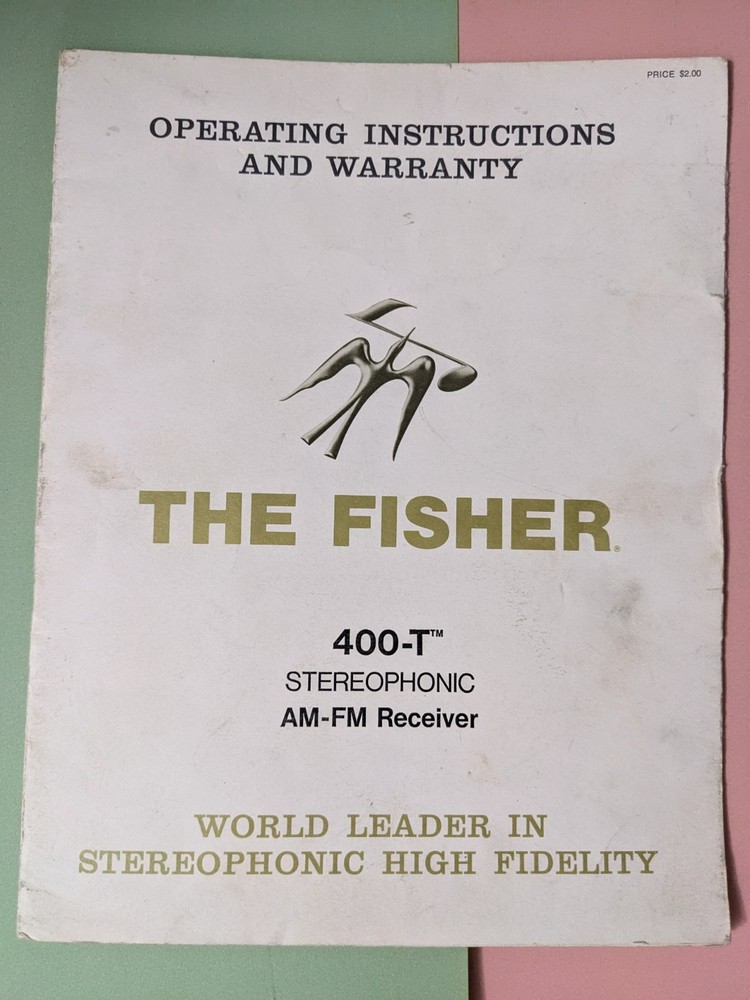 PRICE $2.00
OPERATING INSTRUCTIONS
AND WARRANTY
THE FISHER®
400-T™
STEREOPHONIC
AM-FM Receiver
WORLD LEADER IN
STEREOPHONIC HIGH FIDELITY